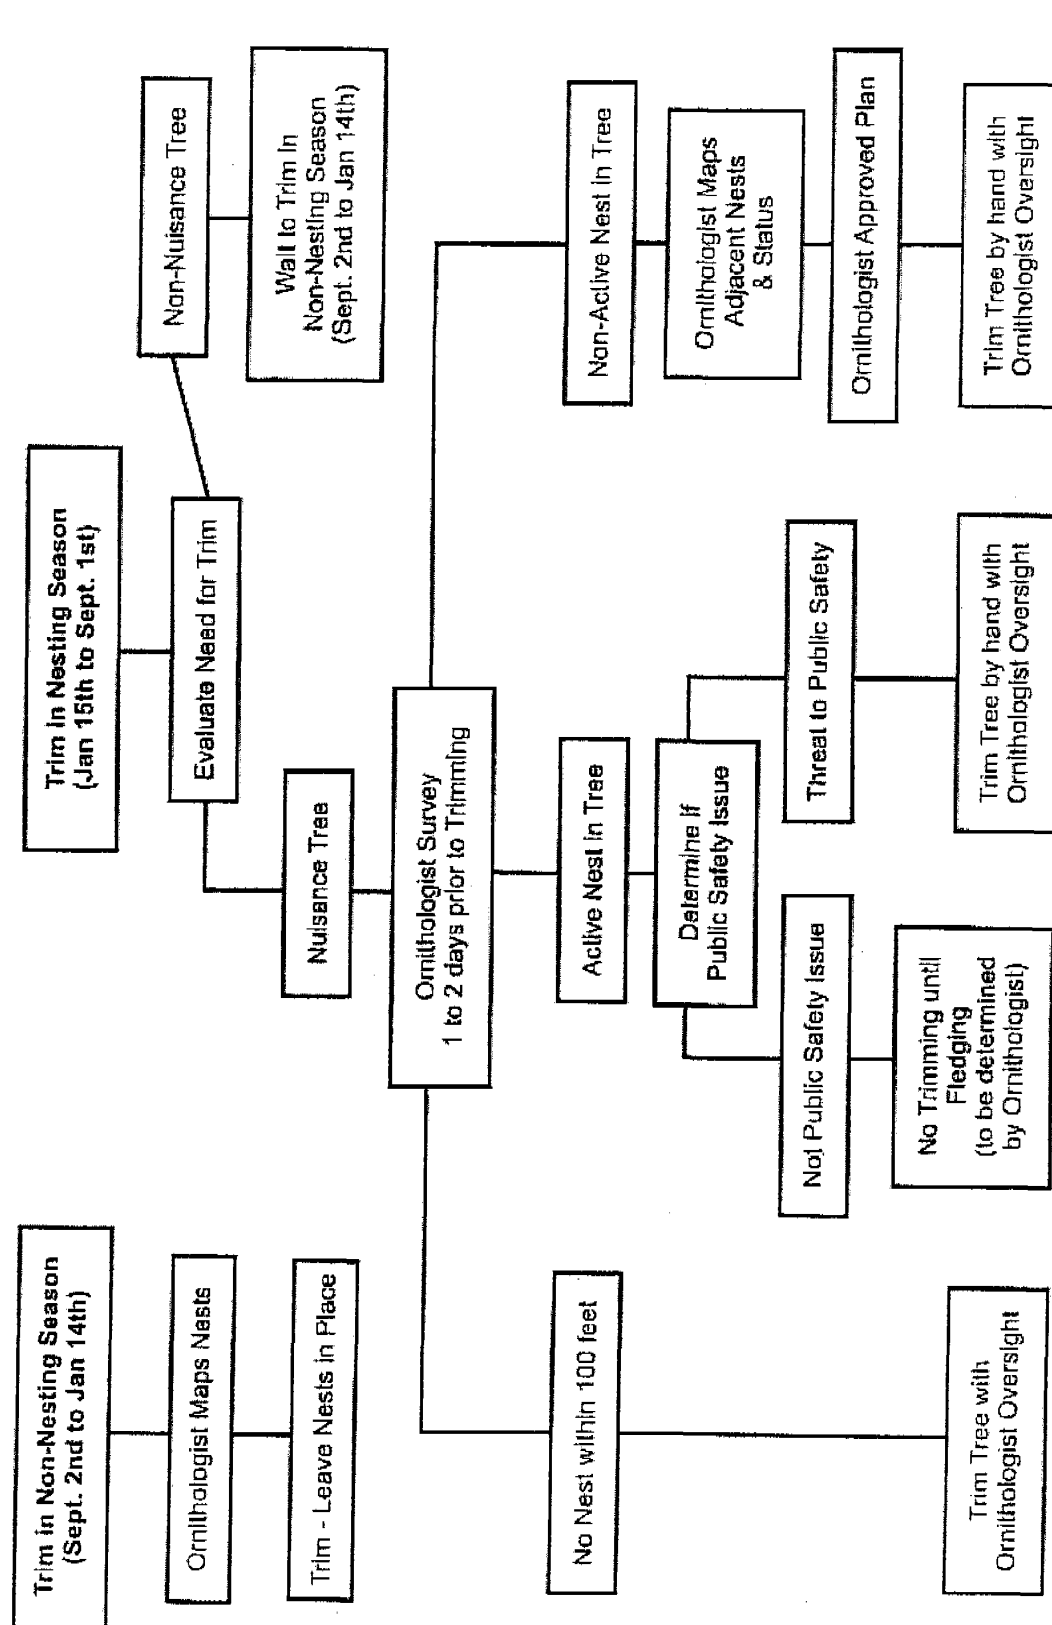 Trim in Non-Nesting Season
(Sept. 2nd to Jan 14th)
Ornithologist Maps Nests
Trim - Leave Nests in Place
Trim in Nesting Season
(Jan 15th to Sept. 1st)
Evaluate Need for Trim
Non-Nuisance Tree
Wait to Trim in
Non-Nesting Season
(Sept. 2nd to Jan 14th)
Nuisance Tree
Ornithologist Survey
1 to 2 days prior to Trimming
No Nest within 100 feet
Trim Tree with
Ornithologist Oversight
Active Nest in Tree
Determine if
Public Safety Issue
Not Public Safety Issue
No Trimming until
Fledging
(to be determined
by Ornithologist)
Threat to Public Safety
Trim Tree by hand with
Ornithologist Oversight
Non-Active Nest in Tree
Ornithologist Maps
Adjacent Nests
& Status
Ornithologist Approved Plan
Trim Tree by hand with
Ornithologist Oversight